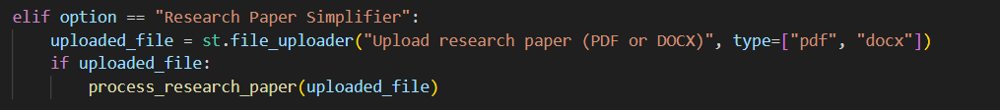 elif option == "Research Paper Simplifier":
    uploaded_file = st.file_uploader("Upload research paper (PDF or DOCX)", type=["pdf", "docx"])
    if uploaded_file:
        process_research_paper(uploaded_file)